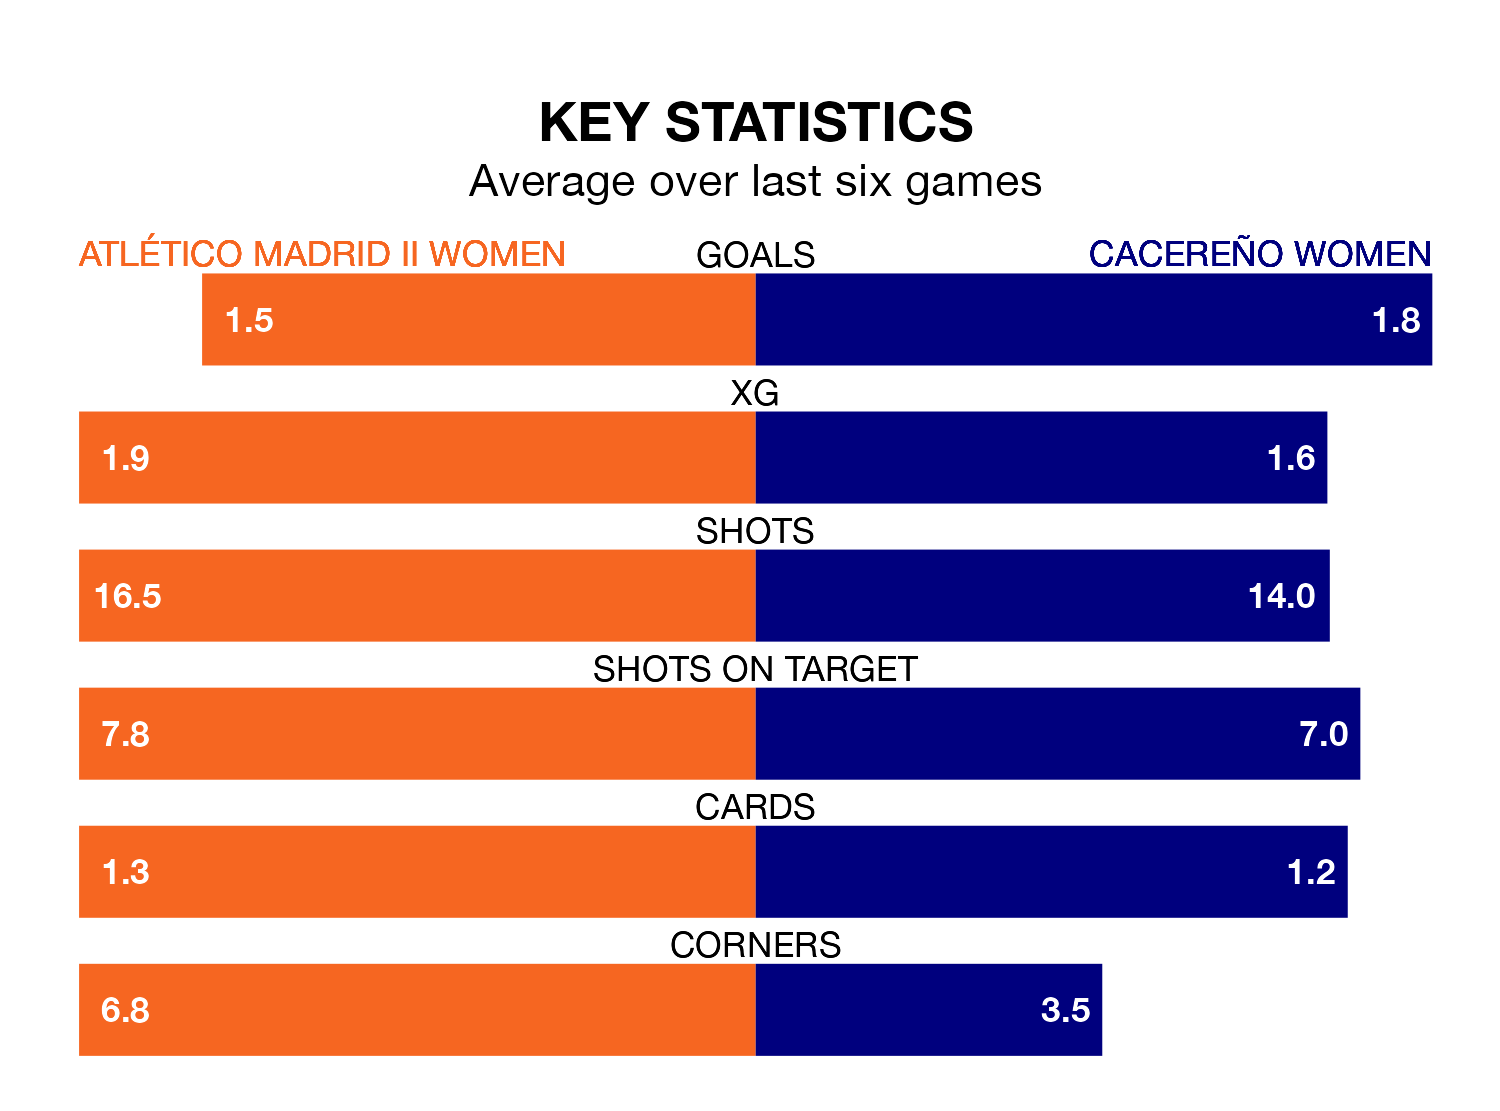 KEY STATISTICS
Average over last six games
ATLÉTICO MADRID II WOMEN GOALS CACEREÑO WOMEN
1.5 1.8
XG
1.9 1.6
SHOTS
16.5 14.0
SHOTS ON TARGET
7.8 7.0
CARDS
1.3 1.2
CORNERS
6.8 3.5